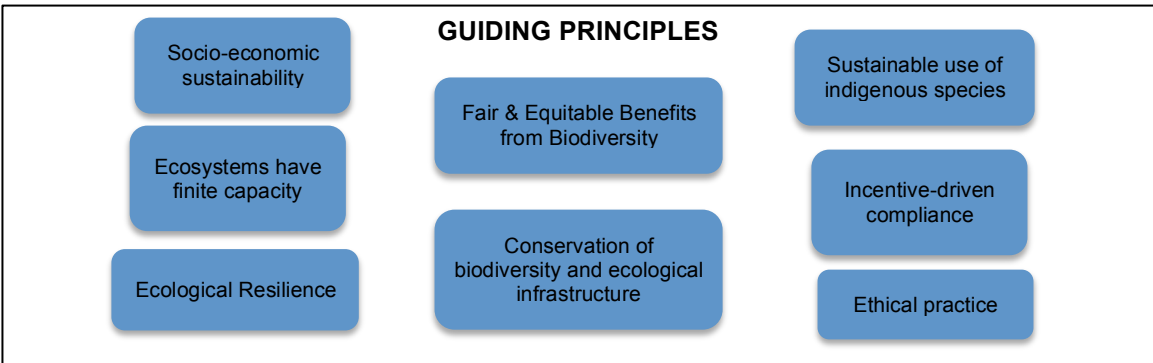 GUIDING PRINCIPLES
Socio-economic
sustainability
Ecosystems have
finite capacity
Ecological Resilience
Fair & Equitable Benefits
from Biodiversity
Conservation of
biodiversity and ecological
infrastructure
Sustainable use of
indigenous species
Incentive-driven
compliance
Ethical practice